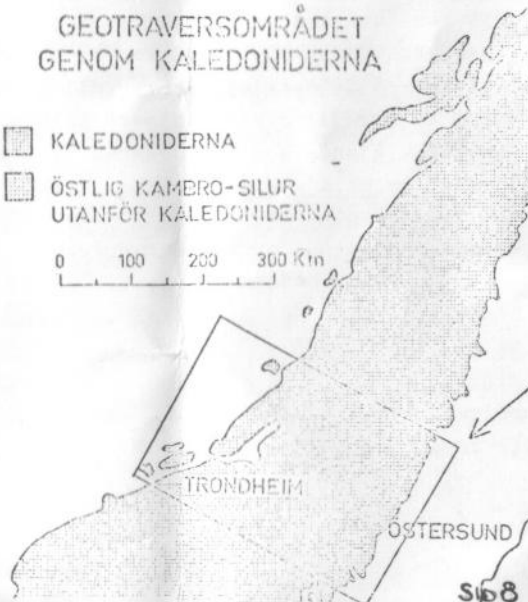 GEOTRAVERSOMRÅDET
GENOM KALEDONIDERNA
KALEDONIDERNA
ÖSTLIG KAMBRO-SILUR
UTANFÖR KALEDONIDERNA
0 100 200 300 Km
TRONDHEIM
ÖSTERSUND